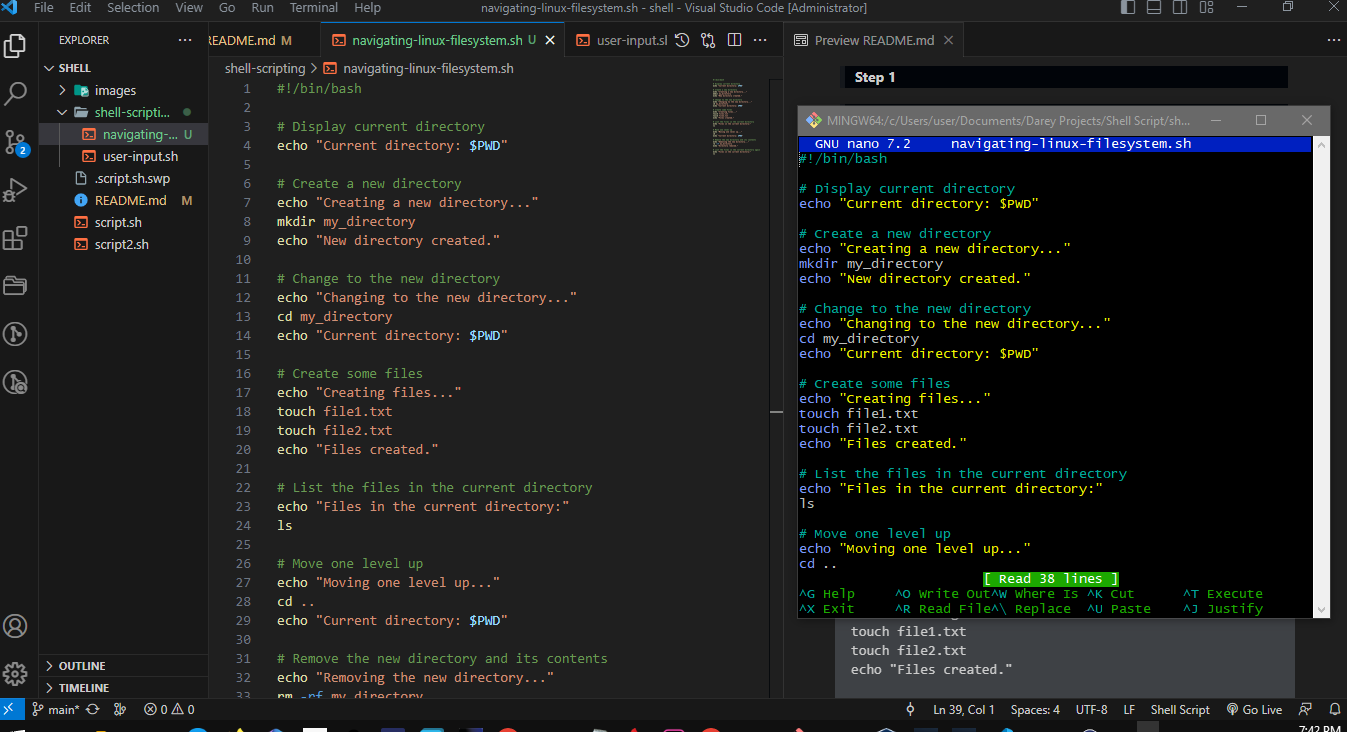 File Edit Selection View Go Run Terminal Help navigating-linux-filesystem.sh - shell - Visual Studio Code [Administrator]
EXPLORER
SHELL
images
shell-scripti...
navigating-... U
user-input.sh
.script.sh.swp
README.md M
script.sh
script2.sh
OUTLINE
TIMELINE
2
README.md M navigating-linux-filesystem.sh U user-input.sl
shell-scripting > navigating-linux-filesystem.sh
1 #!/bin/bash
2
3 # Display current directory
4 echo "Current directory: $PWD"
5
6 # Create a new directory
7 echo "Creating a new directory..."
8 mkdir my_directory
9 echo "New directory created."
10
11 # Change to the new directory
12 echo "Changing to the new directory..."
13 cd my_directory
14 echo "Current directory: $PWD"
15
16 # Create some files
17 echo "Creating files..."
18 touch file1.txt
19 touch file2.txt
20 echo "Files created."
21
22 # List the files in the current directory
23 echo "Files in the current directory:"
24 ls
25
26 # Move one level up
27 echo "Moving one level up..."
28 cd ..
29 echo "Current directory: $PWD"
30
31 # Remove the new directory and its contents
32 echo "Removing the new directory..."
33 rm -rf my_directory
Preview README.md
Step 1
MINGW64:/c/Users/user/Documents/Darey Projects/Shell Script/sh...
GNU nano 7.2 navigating-linux-filesystem.sh
#!/bin/bash
# Display current directory
echo "Current directory: $PWD"
# Create a new directory
echo "Creating a new directory..."
mkdir my_directory
echo "New directory created."
# Change to the new directory
echo "Changing to the new directory..."
cd my_directory
echo "Current directory: $PWD"
# Create some files
echo "Creating files..."
touch file1.txt
touch file2.txt
echo "Files created."
# List the files in the current directory
echo "Files in the current directory:"
ls
# Move one level up
echo "Moving one level up..."
cd ..
[ Read 38 lines ]
^G Help ^O Write Out^W Where Is ^K Cut ^T Execute
^X Exit ^R Read File^\ Replace ^U Paste ^J Justify
touch file1.txt
touch file2.txt
echo "Files created."
main* 0 0 Ln 39, Col 1 Spaces: 4 UTF-8 LF Shell Script Go Live
7:42 PM